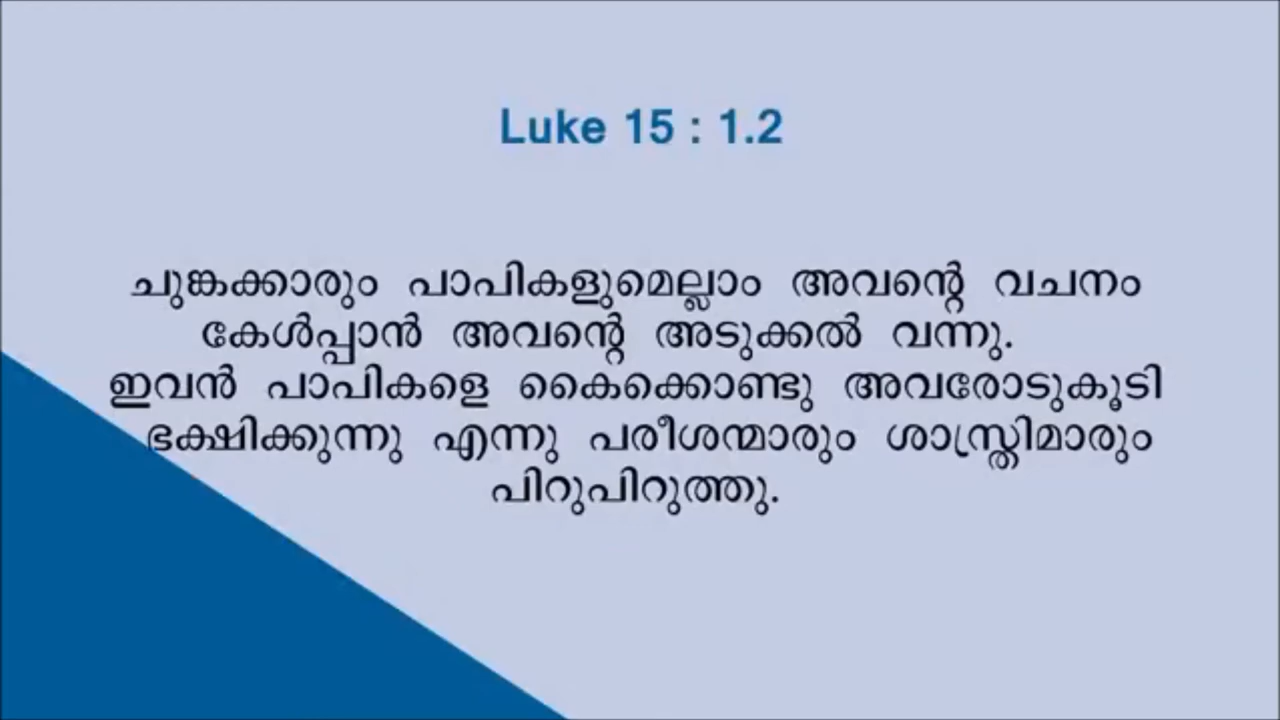 Luke 15 : 1.2
ചുങ്കക്കാരും പാപികളുമെല്ലാം അവന്റെ വചനം
കേൾപ്പാൻ അവന്റെ അടുക്കൽ വന്നു.
ഇവൻ പാപികളെ കൈക്കൊണ്ടു അവരോടുകൂടി
ഭക്ഷിക്കുന്നു എന്നു പരീശന്മാരും ശാസ്ത്രിമാരും
പിറുപിറുത്തു.